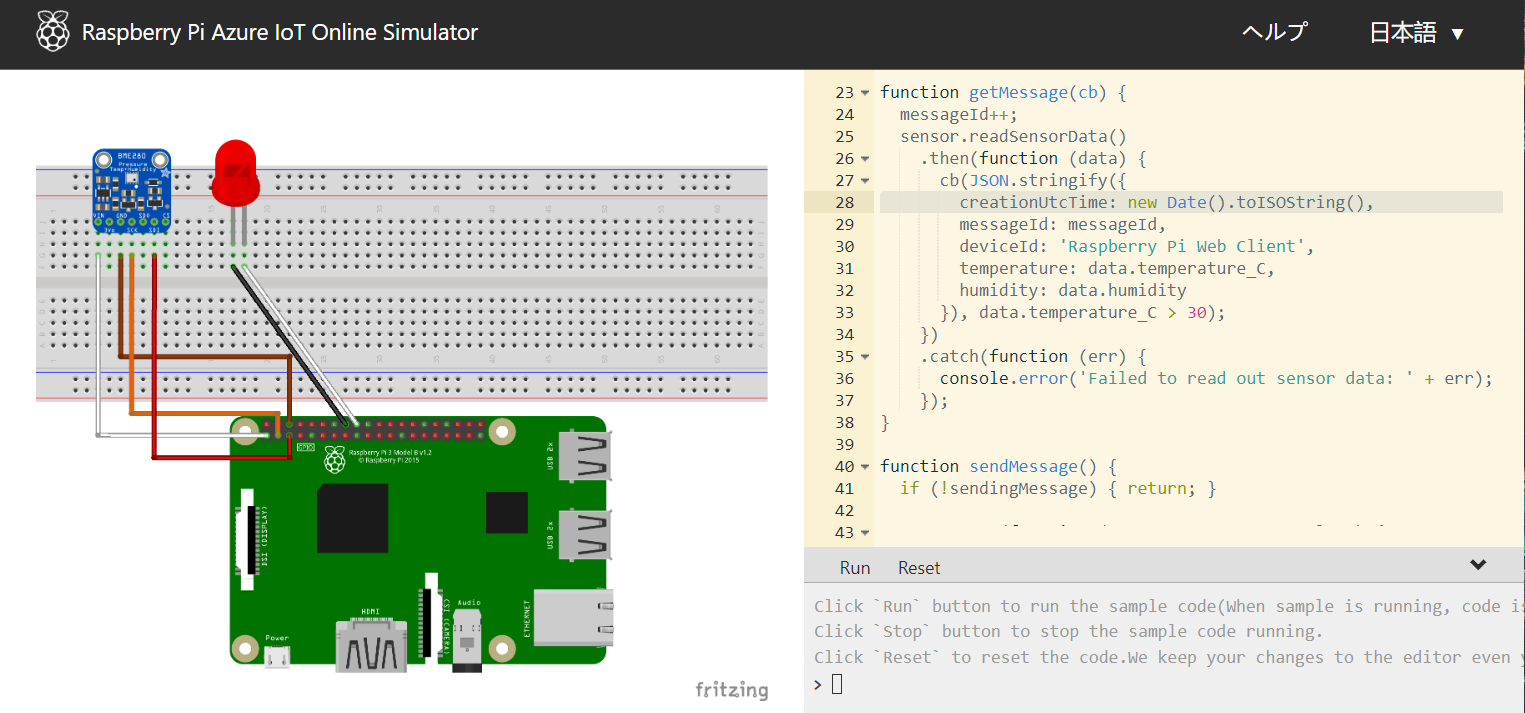 Raspberry Pi Azure IoT Online Simulator
ヘルプ
日本語 ▼
BME280
Pressure
Temp+Humidity
VIN GND SDO CS
3Vo SCK SDI
GPIO
Raspberry Pi 3 Model B v1.2
© Raspberry Pi 2015
USB 2x
USB 2x
DSI (DISPLAY)
ETHERNET
HDMI
CSI (CAMERA)
Audio
Power
fritzing
23 function getMessage(cb) {
24 messageId++;
25 sensor.readSensorData()
26 .then(function (data) {
27 cb(JSON.stringify({
28 creationUtcTime: new Date().toISOString(),
29 messageId: messageId,
30 deviceId: 'Raspberry Pi Web Client',
31 temperature: data.temperature_C,
32 humidity: data.humidity
33 }), data.temperature_C > 30);
34 })
35 .catch(function (err) {
36 console.error('Failed to read out sensor data: ' + err);
37 });
38 }
39
40 function sendMessage() {
41 if (!sendingMessage) { return; }
42
43
Run Reset
Click `Run` button to run the sample code(When sample is running, code is
Click `Stop` button to stop the sample code running.
Click `Reset` to reset the code.We keep your changes to the editor even
>